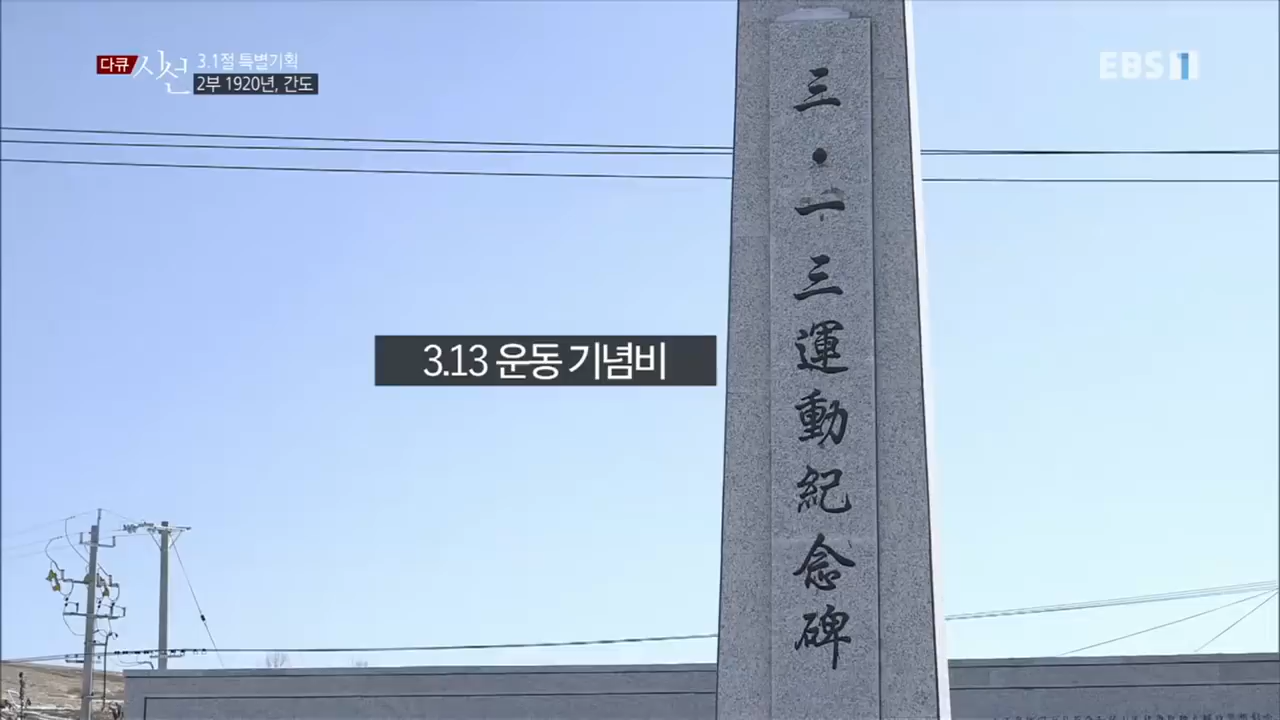 다큐 시선
3.1절 특별기획
2부 1920년, 간도
EBS 1
3.13 운동 기념비
三·一三運動紀念碑